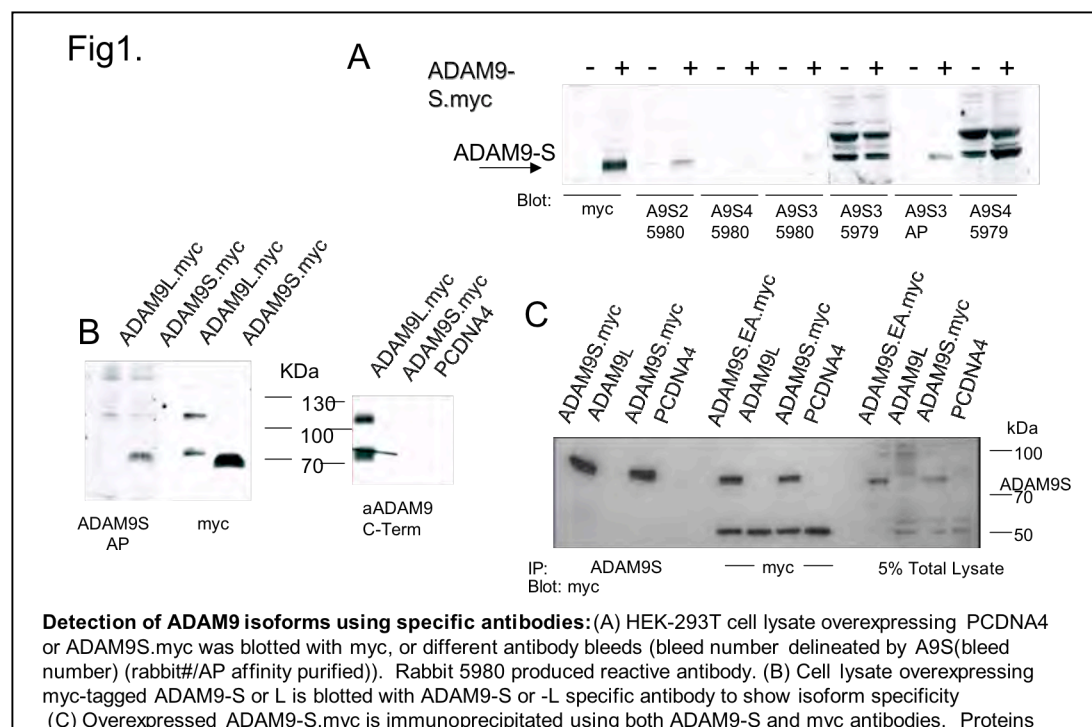 Fig1.
A
ADAM9-
S.myc
- + - + - + - + - + - + - +
ADAM9-S
Blot:
myc
A9S2
5980
A9S4
5980
A9S3
5980
A9S3
5979
A9S3
AP
A9S4
5979
B
ADAM9L.myc
ADAM9S.myc
ADAM9L.myc
ADAM9S.myc
KDa
130
100
70
ADAM9L.myc
ADAM9S.myc
PCDNA4
ADAM9S
AP
myc
aADAM9
C-Term
C
ADAM9S.myc
ADAM9L
ADAM9S.myc
PCDNA4
ADAM9S.EA.myc
ADAM9L
ADAM9S.myc
PCDNA4
ADAM9S.EA.myc
ADAM9L
ADAM9S.myc
PCDNA4
kDa
100
ADAM9S
70
50
IP: ADAM9S myc 5% Total Lysate
Blot: myc
Detection of ADAM9 isoforms using specific antibodies: (A) HEK-293T cell lysate overexpressing PCDNA4
or ADAM9S.myc was blotted with myc, or different antibody bleeds (bleed number delineated by A9S(bleed
number) (rabbit#/AP affinity purified)). Rabbit 5980 produced reactive antibody. (B) Cell lysate overexpressing
myc-tagged ADAM9-S or L is blotted with ADAM9-S or -L specific antibody to show isoform specificity
(C) Overexpressed ADAM9-S.myc is immunoprecipitated using both ADAM9-S and myc antibodies. Proteins